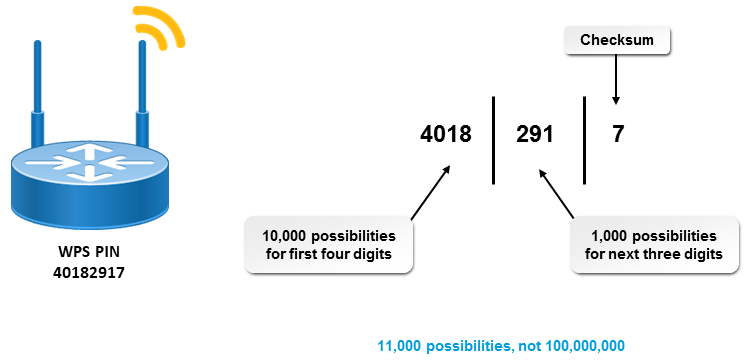 Checksum
4018 291 7
10,000 possibilities
for first four digits
1,000 possibilities
for next three digits
WPS PIN
40182917
11,000 possibilities, not 100,000,000